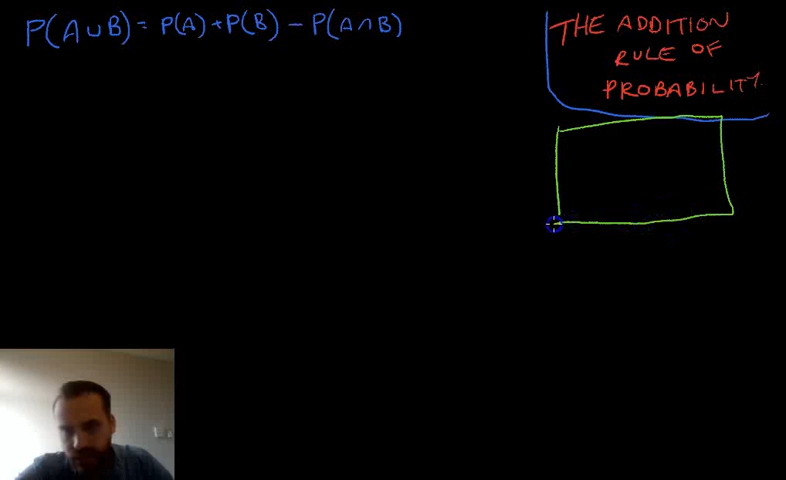 P(A∪B) = P(A) + P(B) − P(A∩B)
THE ADDITION
RULE OF
PROBABILITY